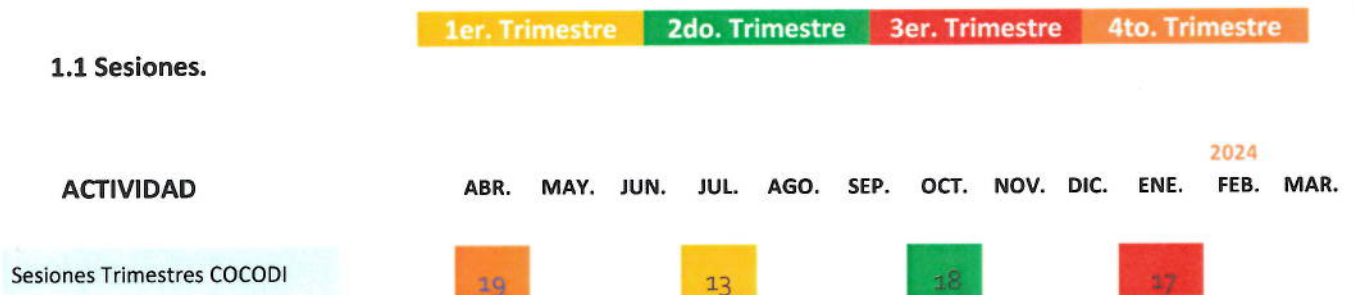 1er. Trimestre 2do. Trimestre 3er. Trimestre 4to. Trimestre
1.1 Sesiones.
2024
ACTIVIDAD ABR. MAY. JUN. JUL. AGO. SEP. OCT. NOV. DIC. ENE. FEB. MAR.
Sesiones Trimestres COCODI 19 13 18 17